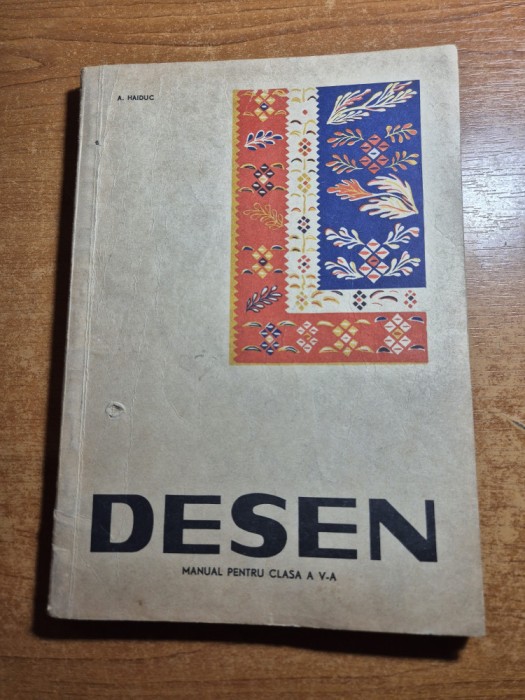 A. HAIDUC
DESEN
MANUAL PENTRU CLASA A V-A